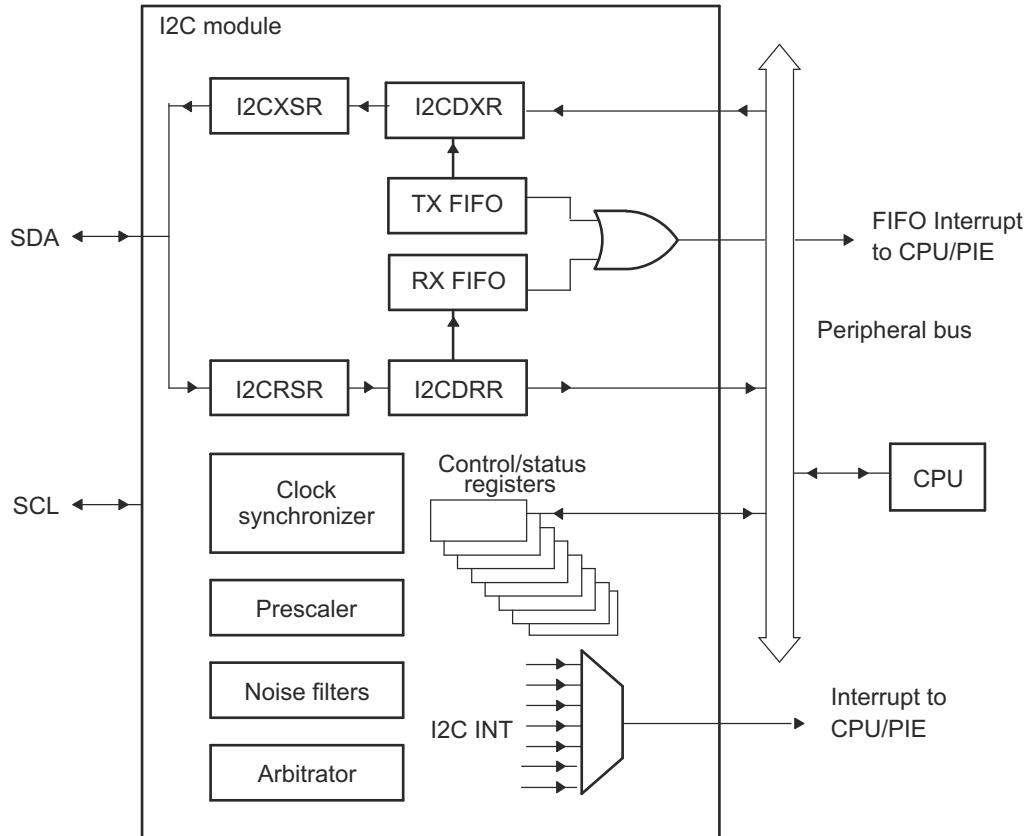 I2C module
I2CXSR
I2CDXR
TX FIFO
SDA
FIFO Interrupt
to CPU/PIE
RX FIFO
Peripheral bus
I2CRSR
I2CDRR
Control/status
registers
CPU
SCL
Clock
synchronizer
Prescaler
Noise filters
I2C INT
Interrupt to
CPU/PIE
Arbitrator